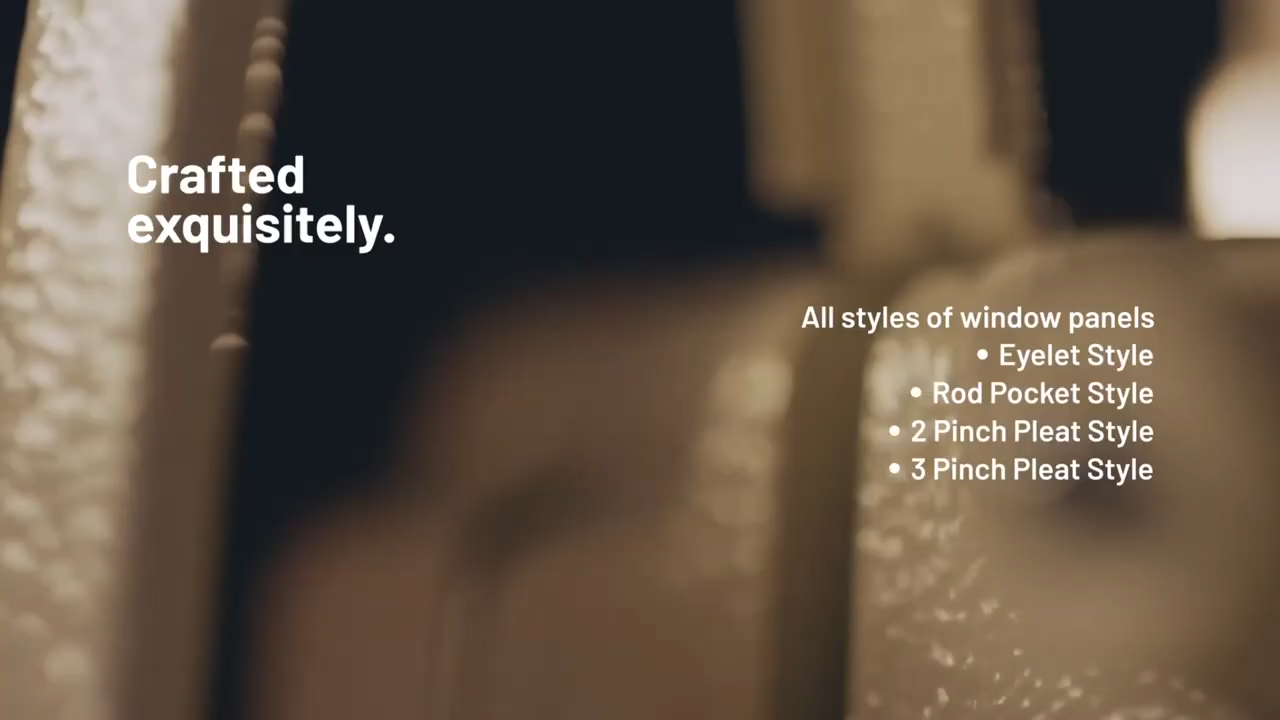 Crafted
exquisitely.
All styles of window panels
• Eyelet Style
• Rod Pocket Style
• 2 Pinch Pleat Style
• 3 Pinch Pleat Style